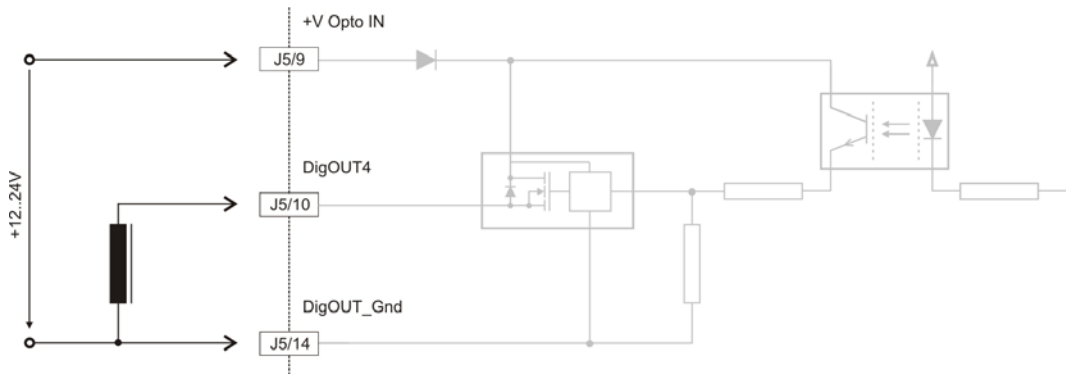 +V Opto IN
J5/9
DigOUT4
J5/10
+12..24V
DigOUT_Gnd
J5/14